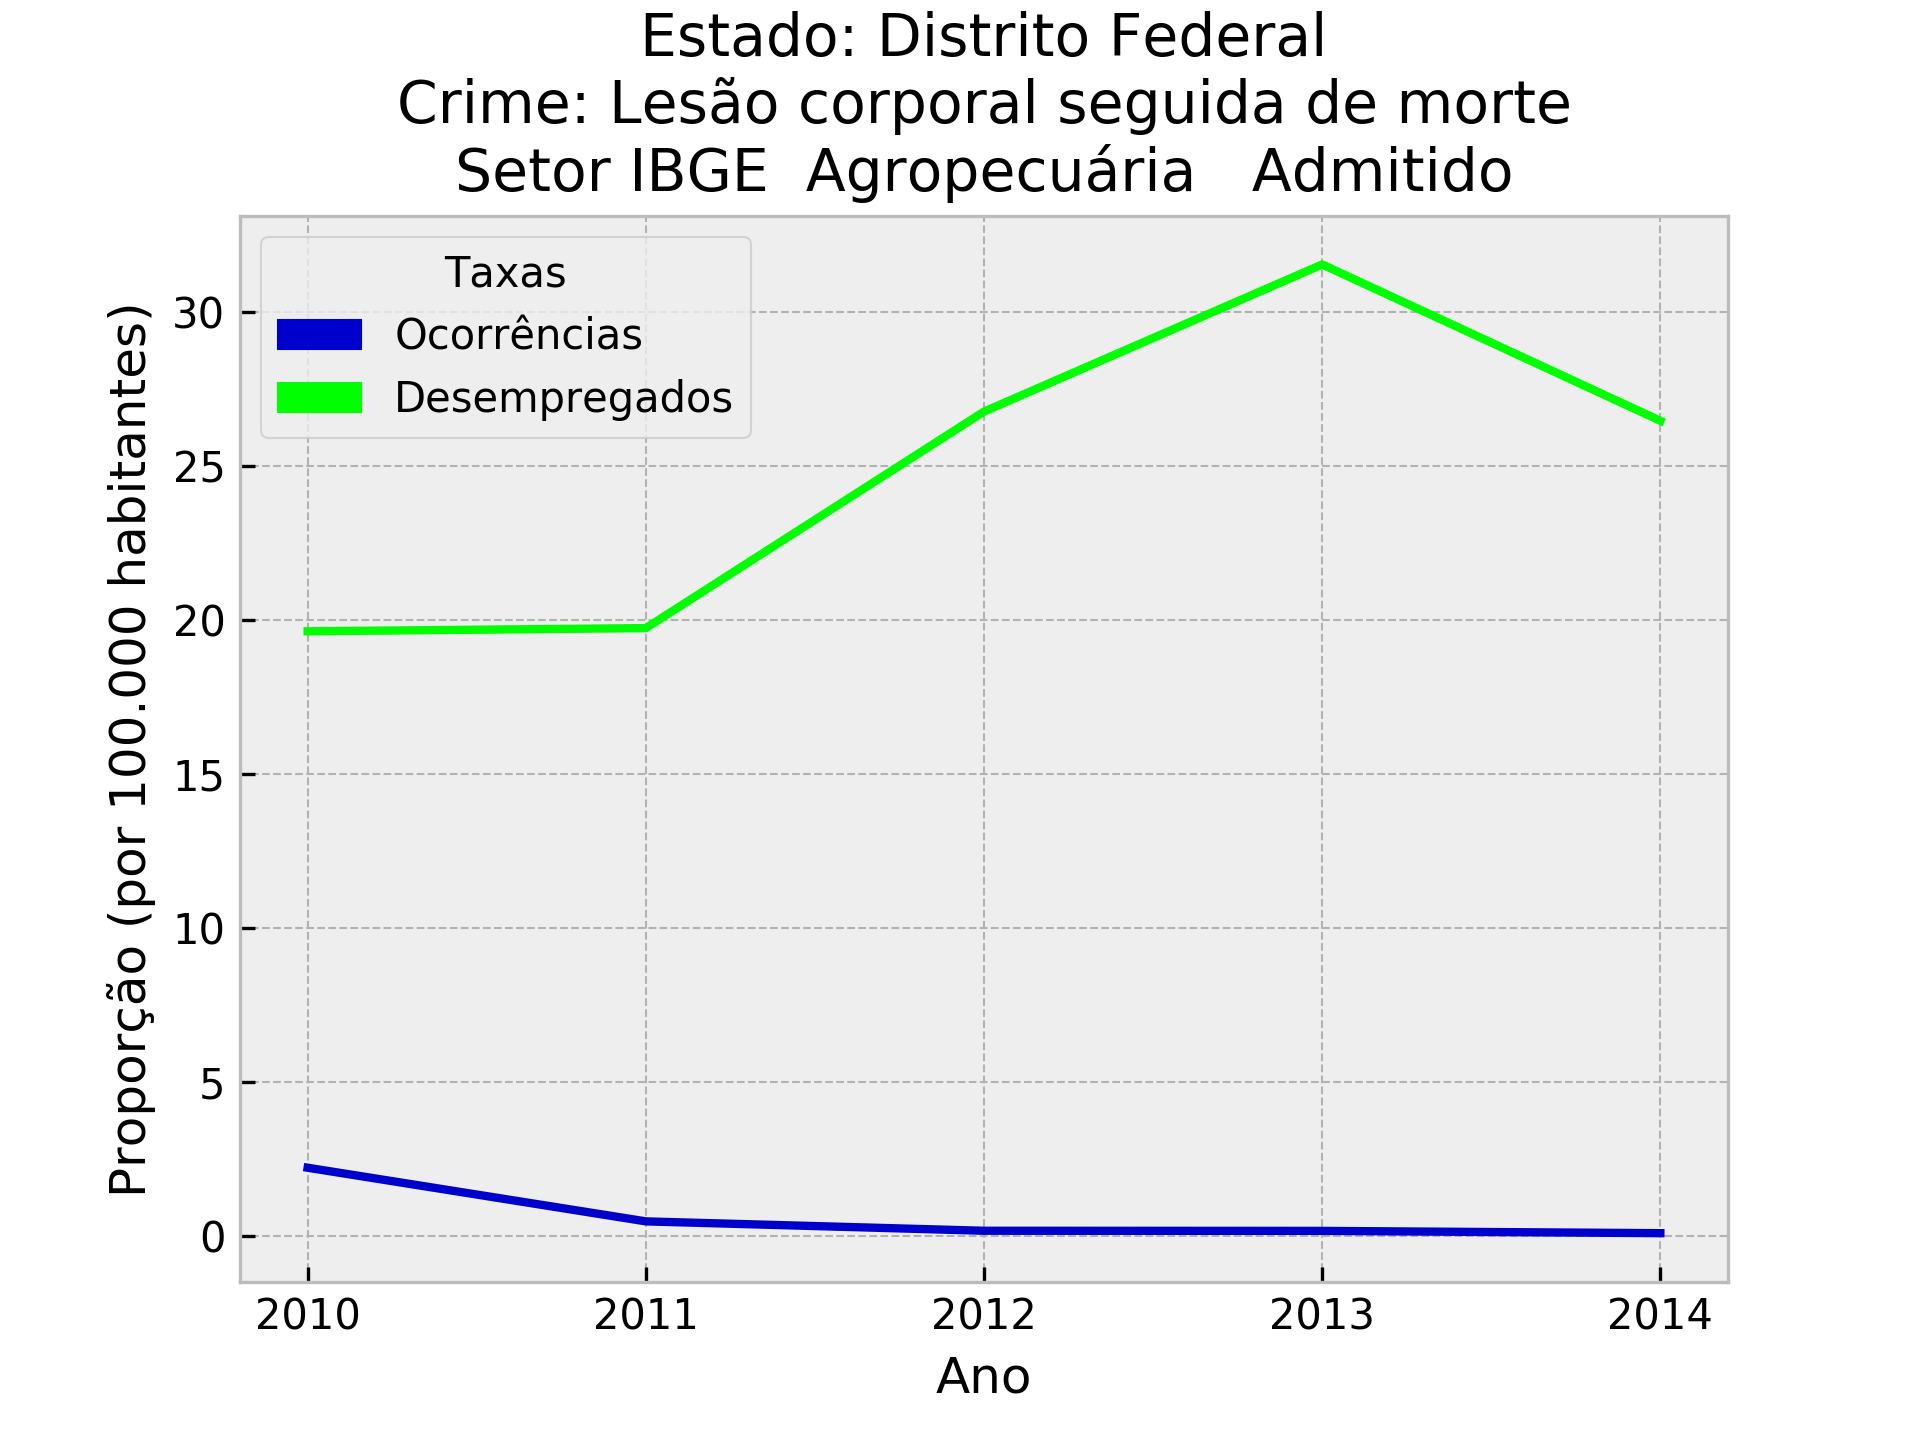 Estado: Distrito Federal
Crime: Lesão corporal seguida de morte
Setor IBGE  Agropecuária   Admitido
Taxas
Ocorrências
Desempregados
Proporção (por 100.000 habitantes)
30
25
20
15
10
5
0
2010 2011 2012 2013 2014
Ano